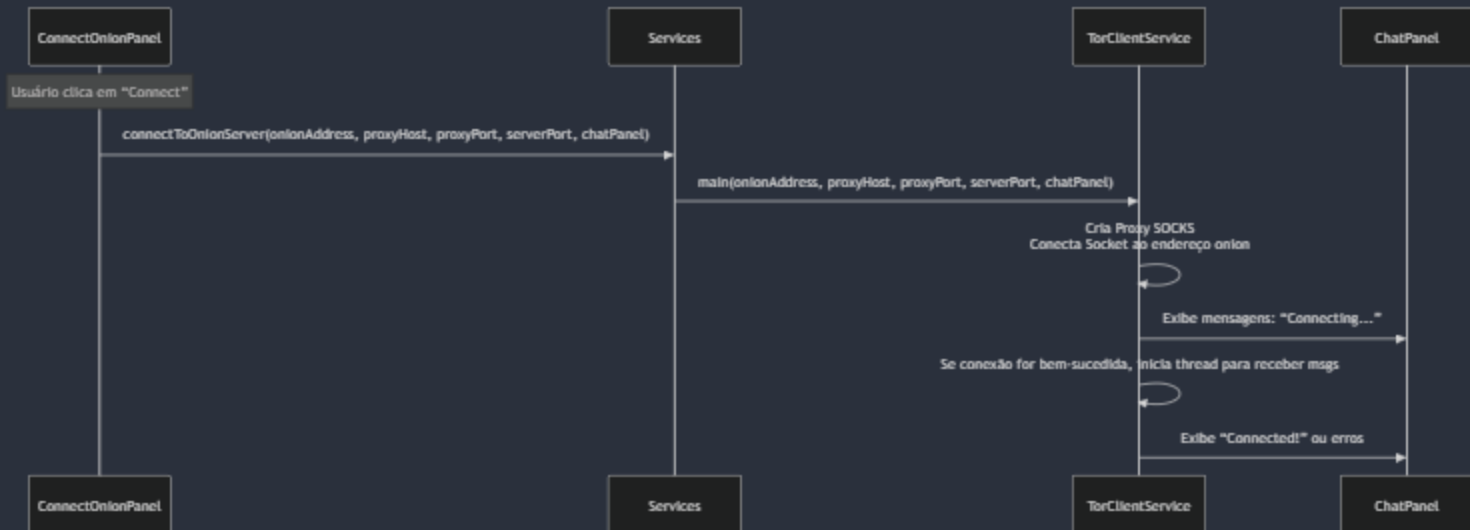 ConnectOnionPanel
Services
TorClientService
ChatPanel
Usuário clica em "Connect"
connectToOnionServer(onionAddress, proxyHost, proxyPort, serverPort, chatPanel)
main(onionAddress, proxyHost, proxyPort, serverPort, chatPanel)
Cria Proxy SOCKS
Conecta Socket ao endereço onion
Exibe mensagens: "Connecting..."
Se conexão for bem-sucedida, inicia thread para receber msgs
Exibe "Connected!" ou erros
ConnectOnionPanel
Services
TorClientService
ChatPanel